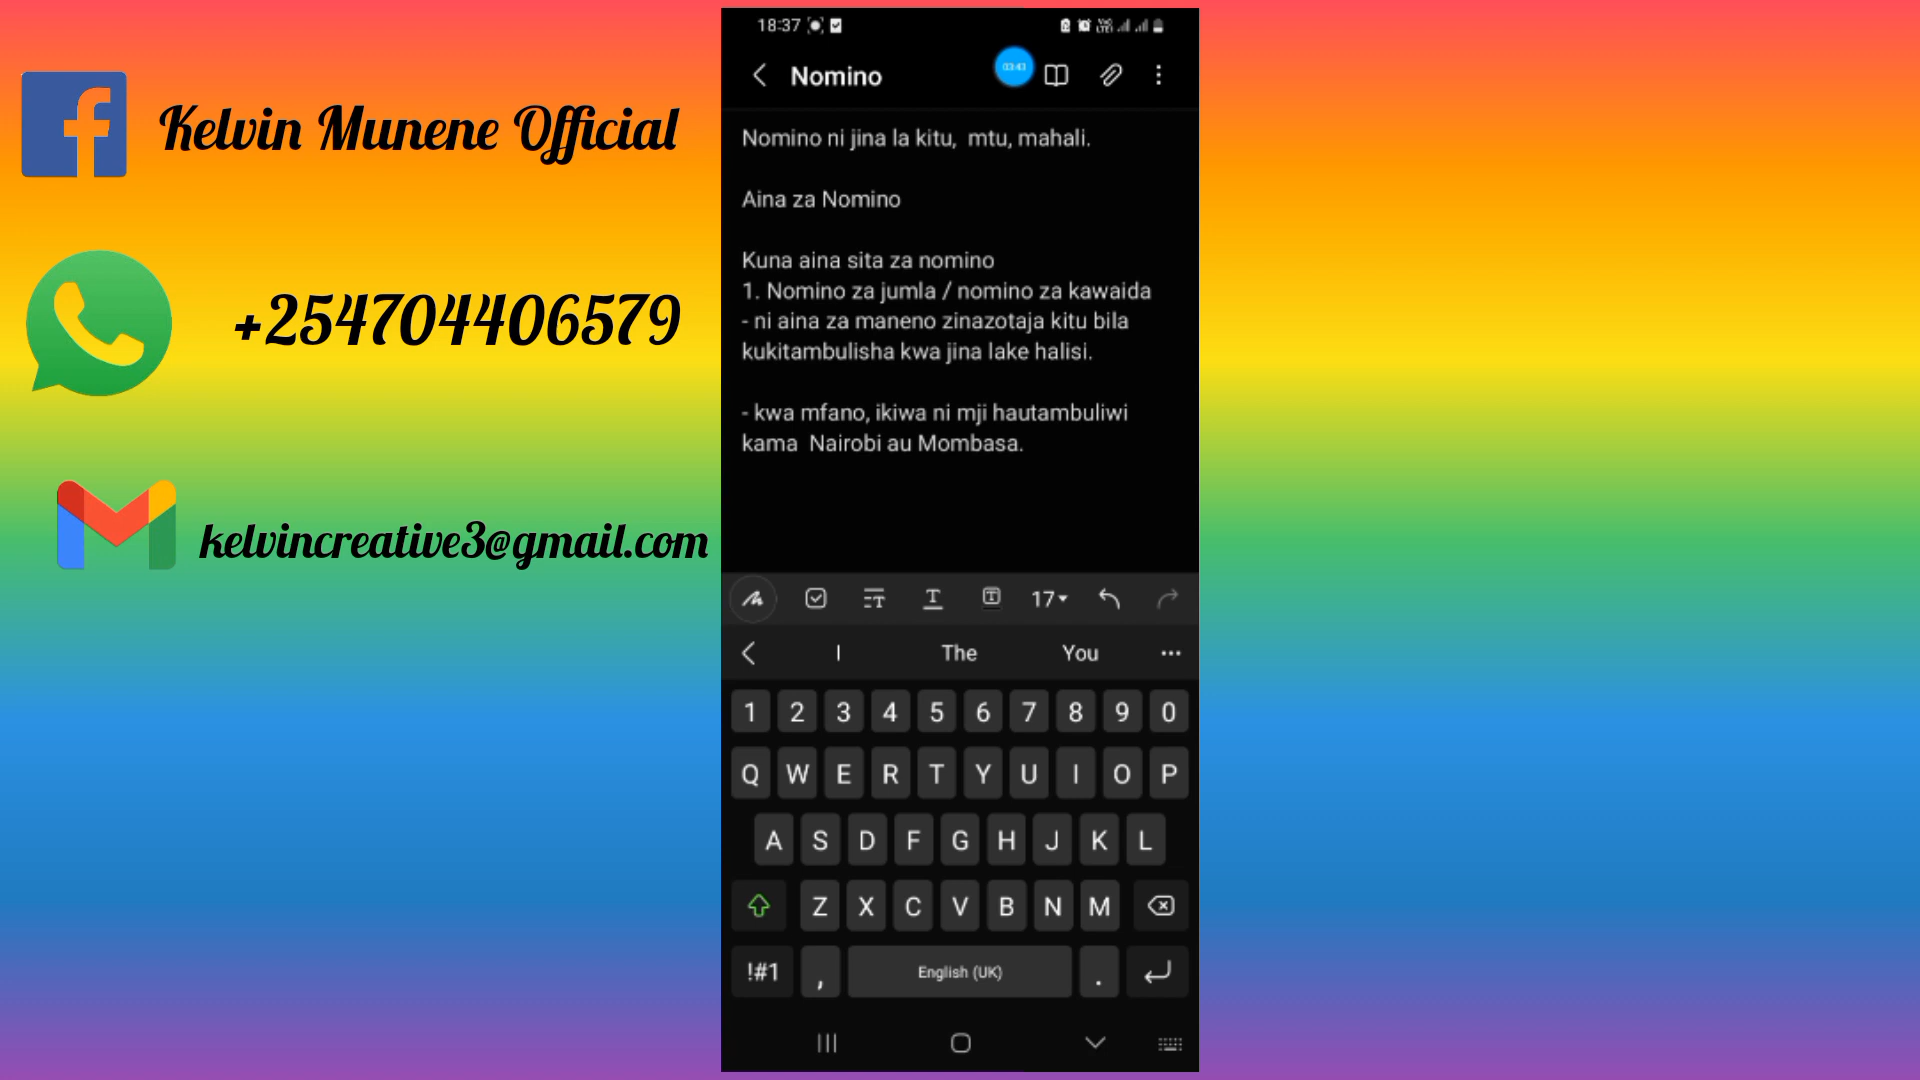 Kelvin Munene Official
+254704406579
kelvincreative3@gmail.com
18:37
Nomino
03:43
Nomino ni jina la kitu, mtu, mahali.
Aina za Nomino
Kuna aina sita za nomino
1. Nomino za jumla / nomino za kawaida
- ni aina za maneno zinazotaja kitu bila
kukitambulisha kwa jina lake halisi.
- kwa mfano, ikiwa ni mji hautambuliwi
kama Nairobi au Mombasa.
17
I The You
1 2 3 4 5 6 7 8 9 0
Q W E R T Y U I O P
A S D F G H J K L
Z X C V B N M
!#1 , English (UK) .